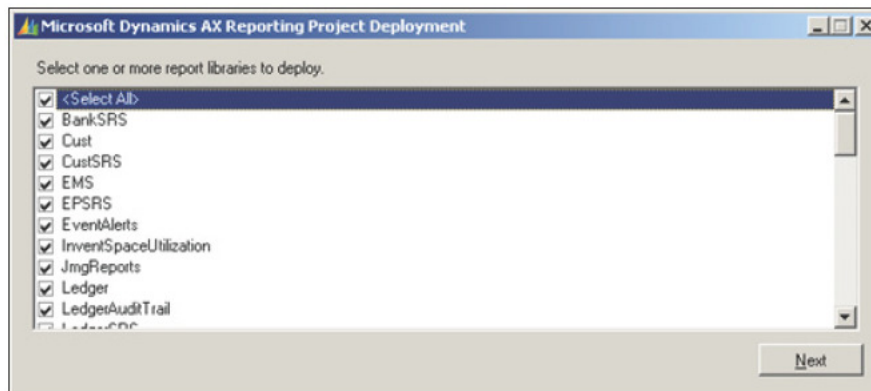 Microsoft Dynamics AX Reporting Project Deployment
Select one or more report libraries to deploy.
<Select All>
BankSRS
Cust
CustSRS
EMS
EPSRS
EventAlerts
InventSpaceUtilization
JmgReports
Ledger
LedgerAuditTrail
LedgerSRS
Next